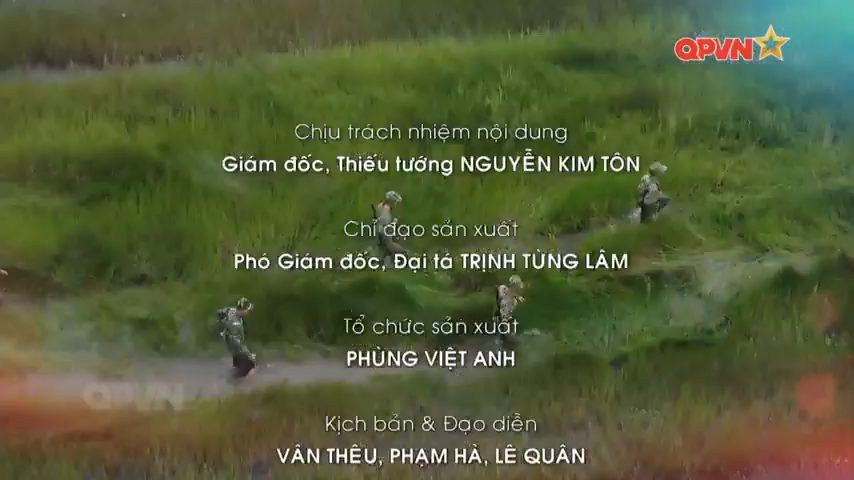 QPVN
Chịu trách nhiệm nội dung
Giám đốc, Thiếu tướng NGUYỄN KIM TÔN
Chỉ đạo sản xuất
Phó Giám đốc, Đại tá TRỊNH TÙNG LÂM
Tổ chức sản xuất
PHÙNG VIỆT ANH
QPVN
Kịch bản & Đạo diễn
VÂN THÊU, PHẠM HÀ, LÊ QUÂN